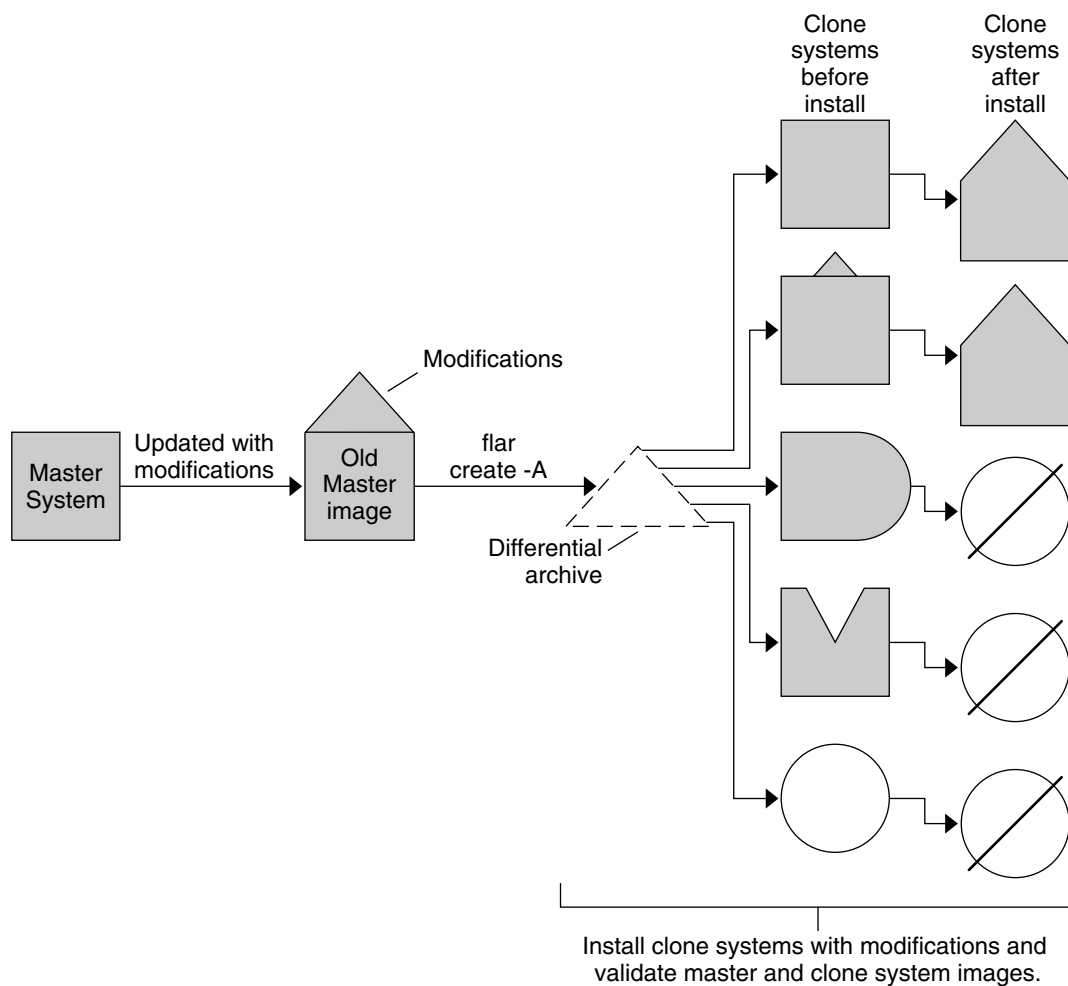 Clone
systems
before
install
Clone
systems
after
install
Modifications
Updated with
modifications
flar
create -A
Master
System
Old
Master
image
Differential
archive
Install clone systems with modifications and
validate master and clone system images.